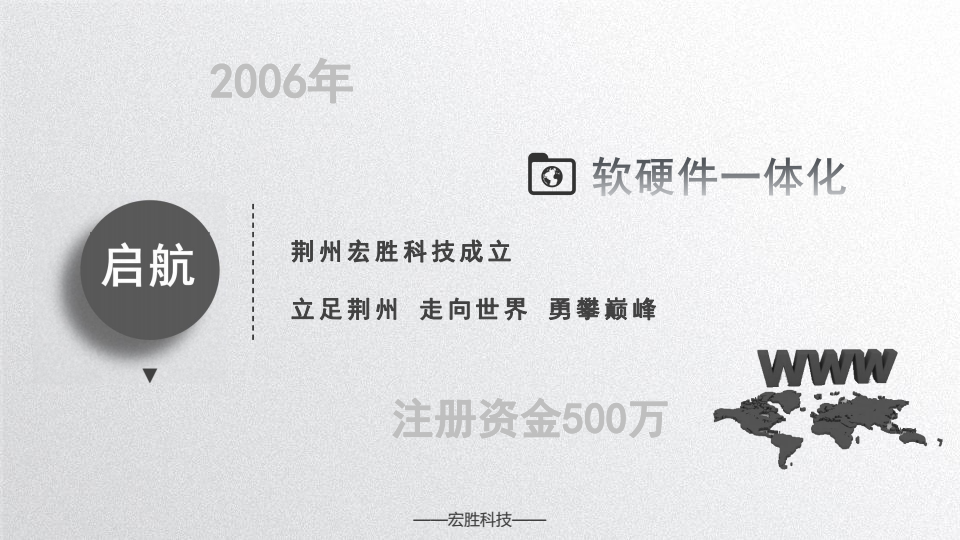 2006年
软硬件一体化
启航
荆州宏胜科技成立
立足荆州 走向世界 勇攀巅峰
WWW
注册资金500万
——宏胜科技——